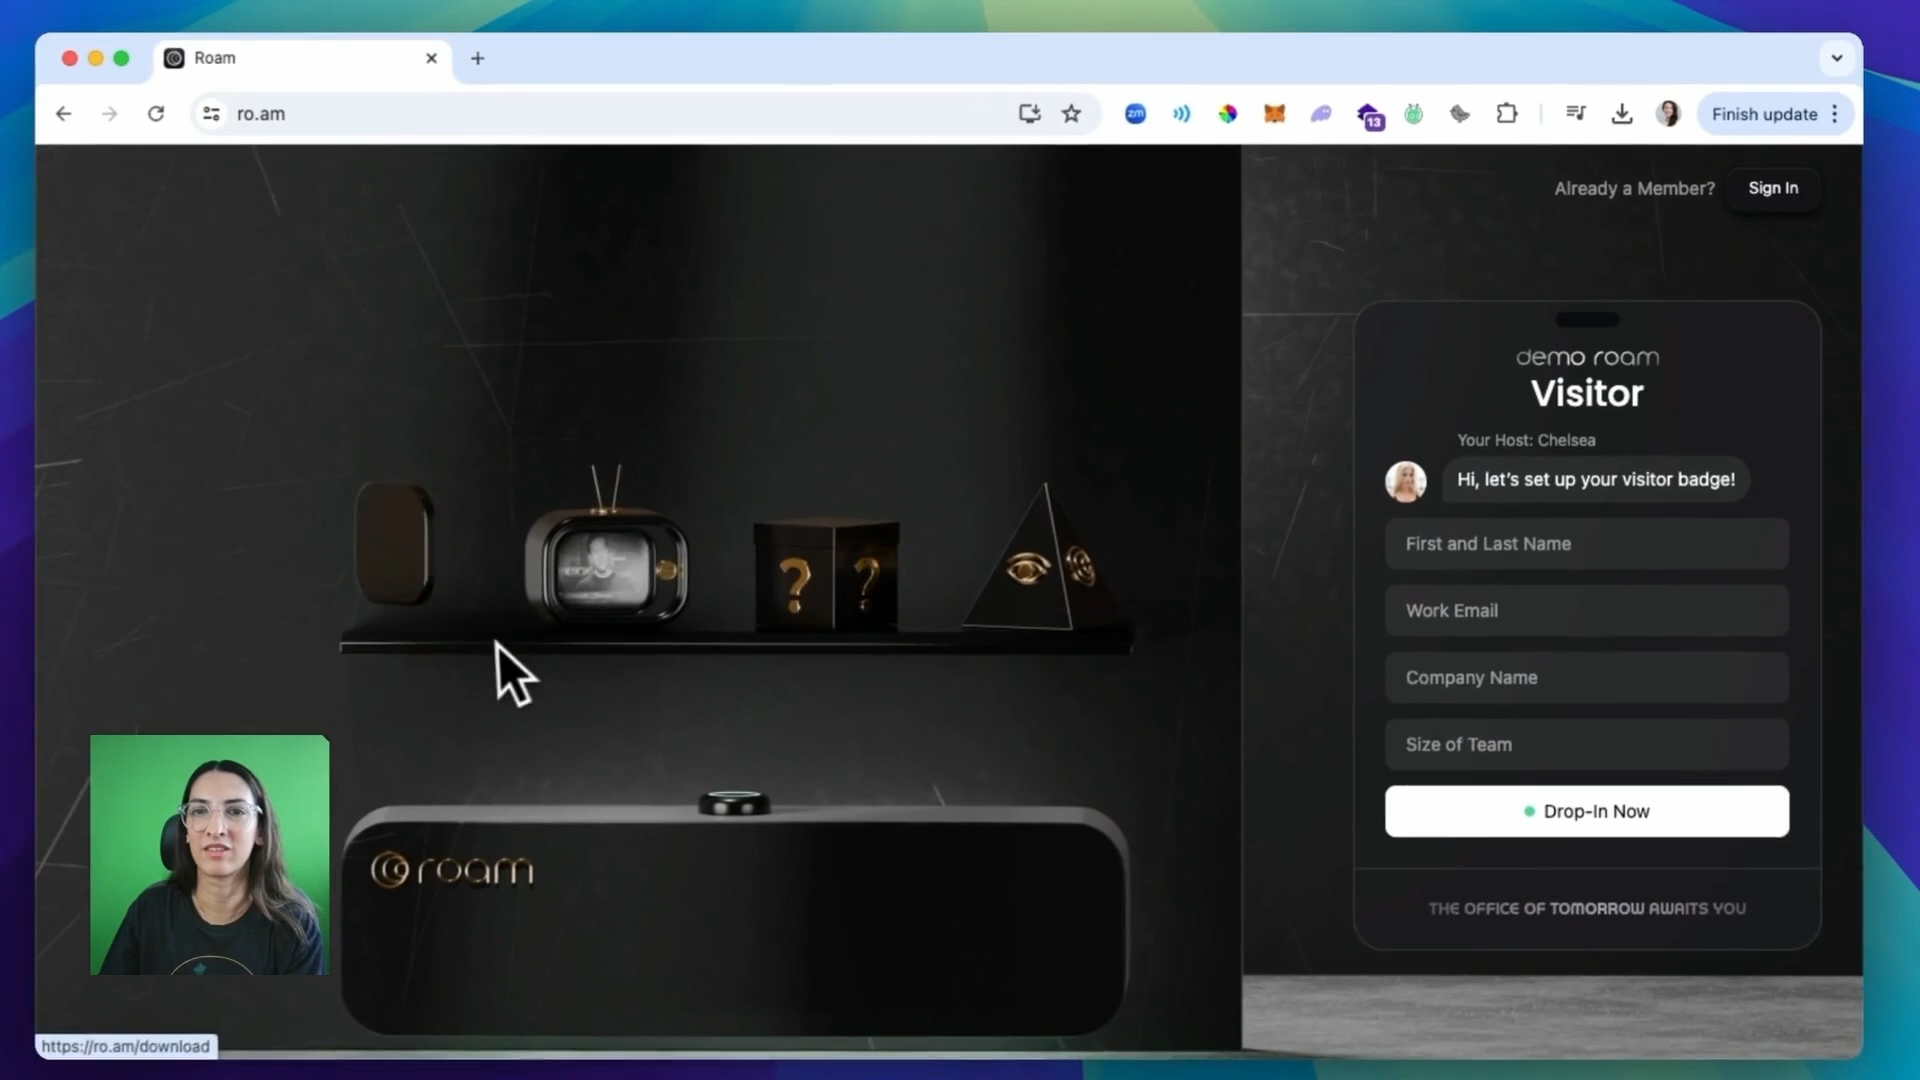 Roam
ro.am
zm
13
Finish update
Already a Member?
Sign In
demo roam
Visitor
Your Host: Chelsea
Hi, let's set up your visitor badge!
First and Last Name
Work Email
Company Name
Size of Team
Drop-In Now
THE OFFICE OF TOMORROW AWAITS YOU
? ?
roam
https://ro.am/download